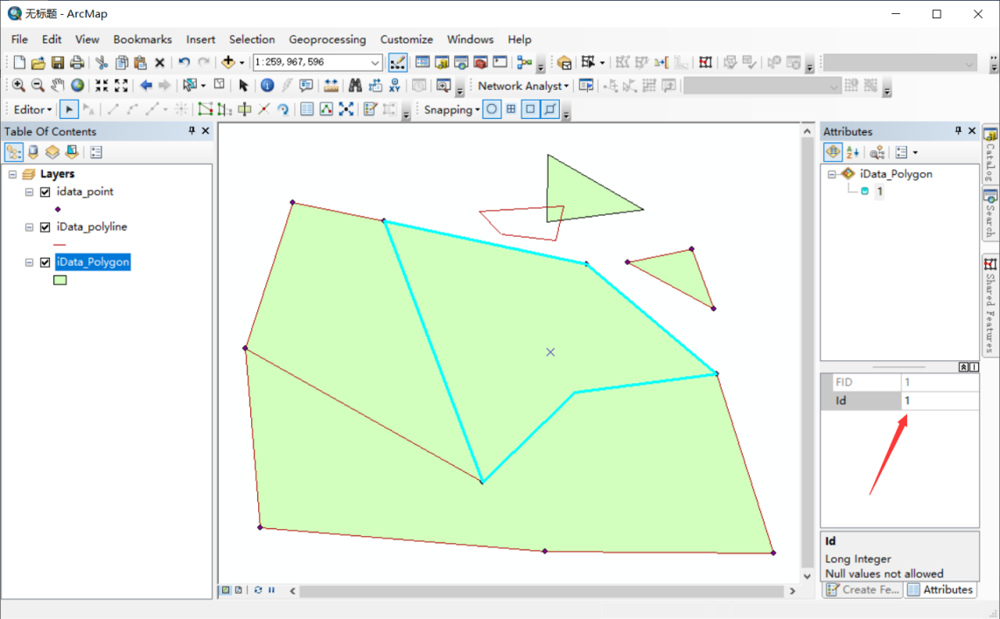 无标题 - ArcMap
File Edit View Bookmarks Insert Selection Geoprocessing Customize Windows Help
1:259,967,596
Network Analyst
Editor Snapping
Table Of Contents
Layers
idata_point
iData_polyline
iData_Polygon
Attributes
iData_Polygon
1
FID 1
Id 1
Id
Long Integer
Null values not allowed
Create Fe... Attributes
Catalog
Search
Shared Features